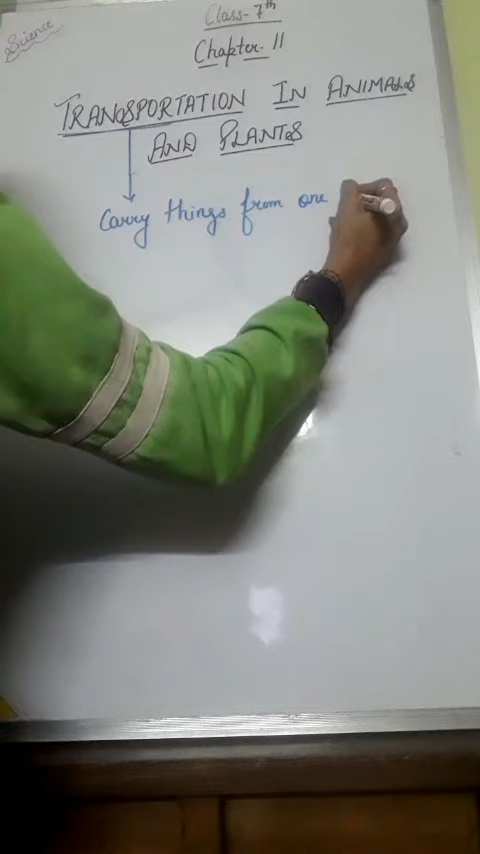 Science
Class-7th
Chapter-11
TRANSPORTATION IN ANIMALS
AND PLANTS
Carry things from one